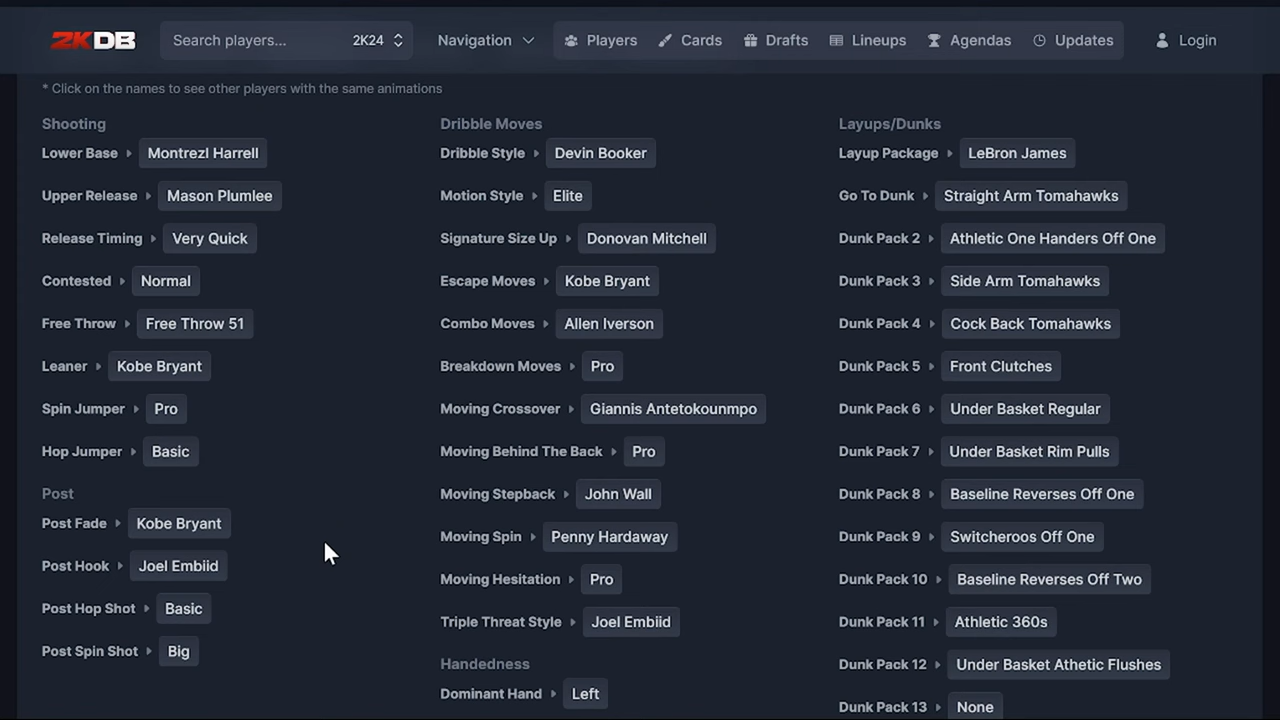 2KDB Search players... 2K24 Navigation Players Cards Drafts Lineups Agendas Updates Login
* Click on the names to see other players with the same animations
Shooting
Lower Base Montrezl Harrell
Upper Release Mason Plumlee
Release Timing Very Quick
Contested Normal
Free Throw Free Throw 51
Leaner Kobe Bryant
Spin Jumper Pro
Hop Jumper Basic
Post
Post Fade Kobe Bryant
Post Hook Joel Embiid
Post Hop Shot Basic
Post Spin Shot Big
Dribble Moves
Dribble Style Devin Booker
Motion Style Elite
Signature Size Up Donovan Mitchell
Escape Moves Kobe Bryant
Combo Moves Allen Iverson
Breakdown Moves Pro
Moving Crossover Giannis Antetokounmpo
Moving Behind The Back Pro
Moving Stepback John Wall
Moving Spin Penny Hardaway
Moving Hesitation Pro
Triple Threat Style Joel Embiid
Handedness
Dominant Hand Left
Layups/Dunks
Layup Package LeBron James
Go To Dunk Straight Arm Tomahawks
Dunk Pack 2 Athletic One Handers Off One
Dunk Pack 3 Side Arm Tomahawks
Dunk Pack 4 Cock Back Tomahawks
Dunk Pack 5 Front Clutches
Dunk Pack 6 Under Basket Regular
Dunk Pack 7 Under Basket Rim Pulls
Dunk Pack 8 Baseline Reverses Off One
Dunk Pack 9 Switcheroos Off One
Dunk Pack 10 Baseline Reverses Off Two
Dunk Pack 11 Athletic 360s
Dunk Pack 12 Under Basket Athetic Flushes
Dunk Pack 13 None